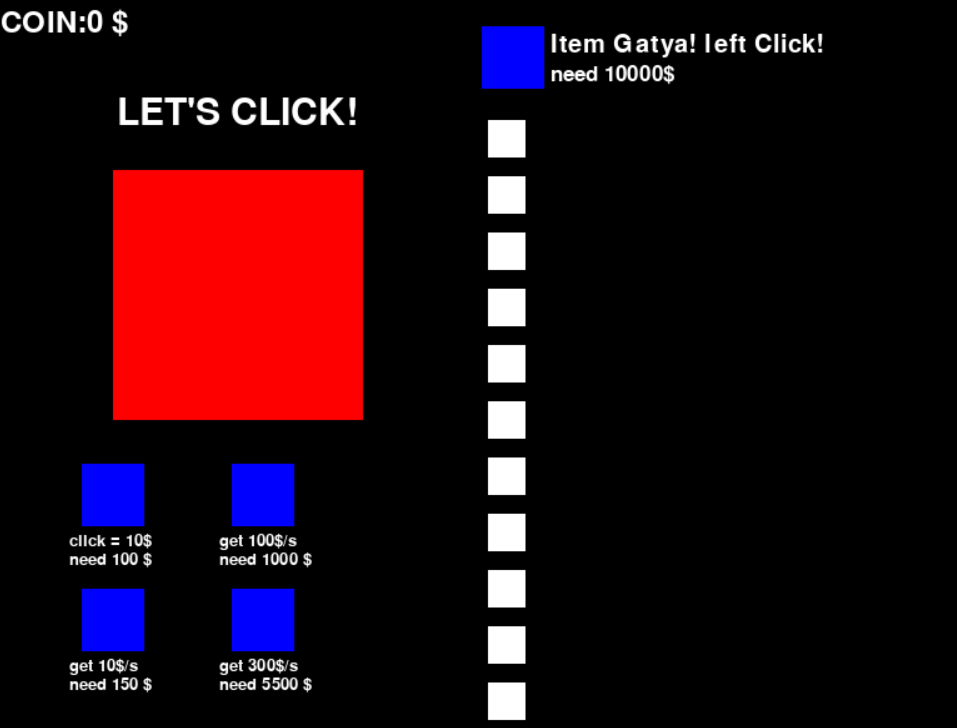 COIN:0 $
Item Gatya! left Click!
need 10000$
LET'S CLICK!
click = 10$
need 100 $
get 100$/s
need 1000 $
get 10$/s
need 150 $
get 300$/s
need 5500 $